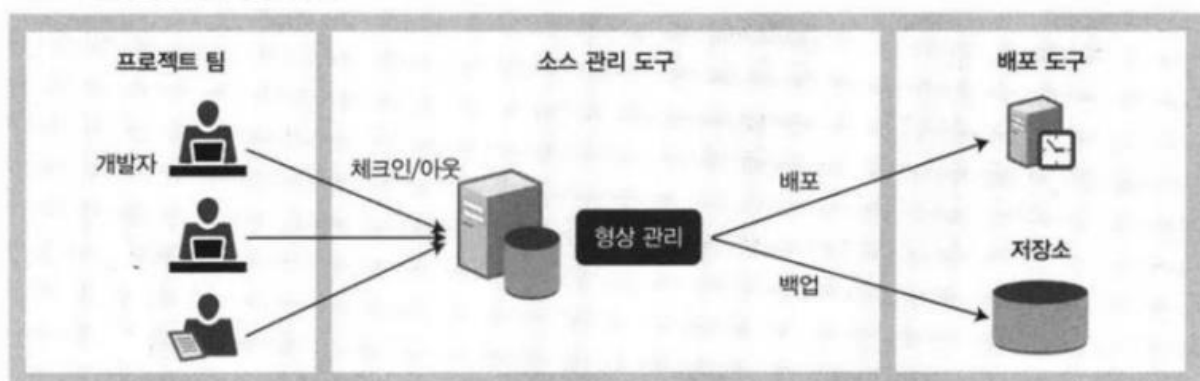 프로젝트 팀
소스 관리 도구
배포 도구
개발자
체크인/아웃
형상 관리
배포
백업
저장소